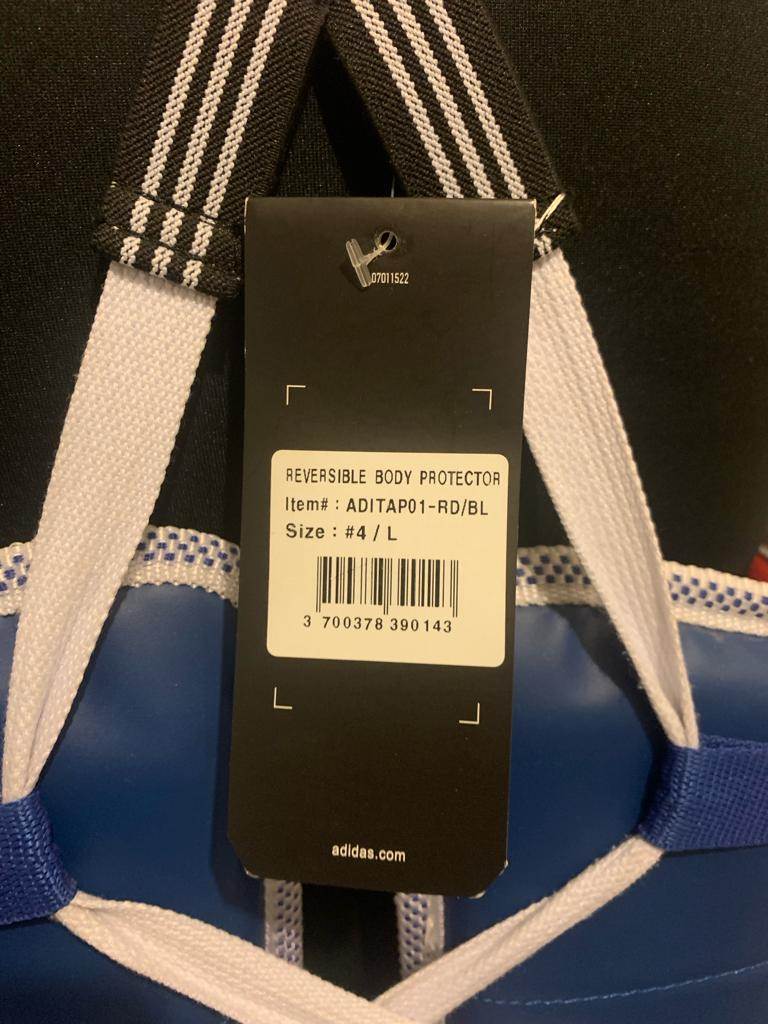 07011522
REVERSIBLE BODY PROTECTOR
Item# : ADITAP01-RD/BL
Size : #4 / L
3 700378 390143
adidas.com